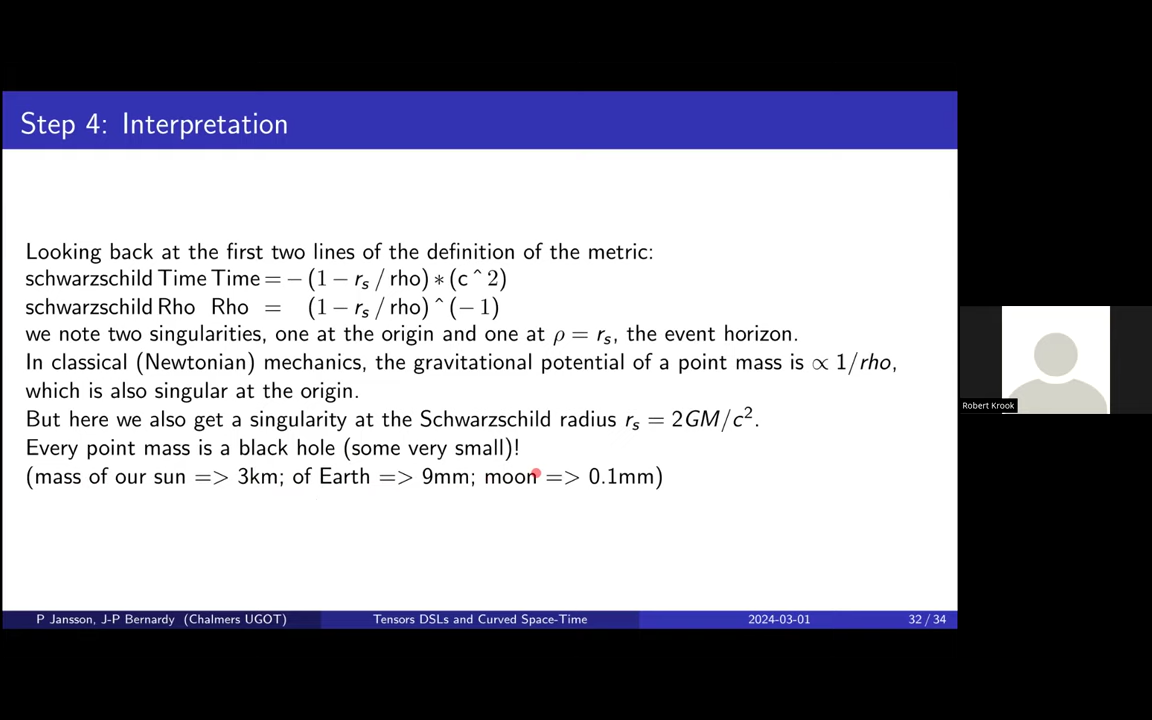 Step 4: Interpretation
Looking back at the first two lines of the definition of the metric:
schwarzschild Time Time = − (1 − rₛ / rho) ∗ (c ^ 2)
schwarzschild Rho Rho = (1 − rₛ / rho) ^ (− 1)
we note two singularities, one at the origin and one at ρ = rₛ, the event horizon.
In classical (Newtonian) mechanics, the gravitational potential of a point mass is ∝ 1/rho,
which is also singular at the origin.
But here we also get a singularity at the Schwarzschild radius rₛ = 2GM/c².
Every point mass is a black hole (some very small)!
(mass of our sun => 3km; of Earth => 9mm; moon => 0.1mm)
Robert Krook
P Jansson, J-P Bernardy (Chalmers UGOT) Tensors DSLs and Curved Space-Time 2024-03-01 32 / 34